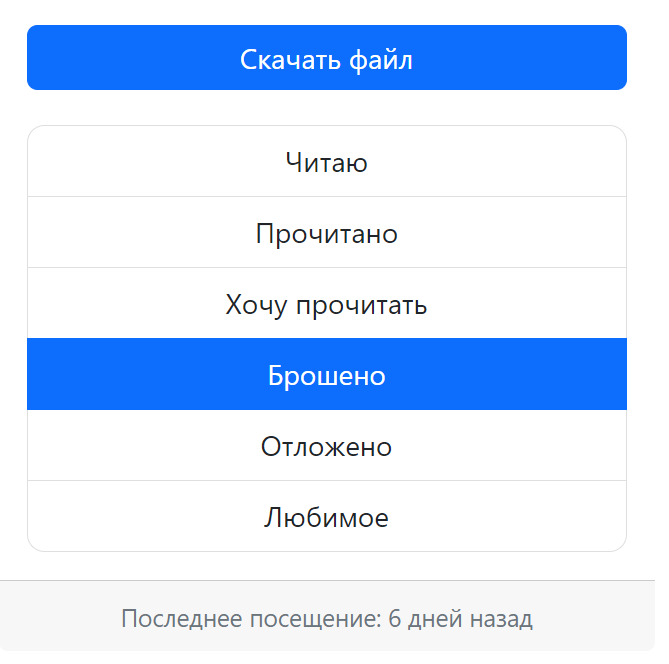 Скачать файл
Читаю
Прочитано
Хочу прочитать
Брошено
Отложено
Любимое
Последнее посещение: 6 дней назад